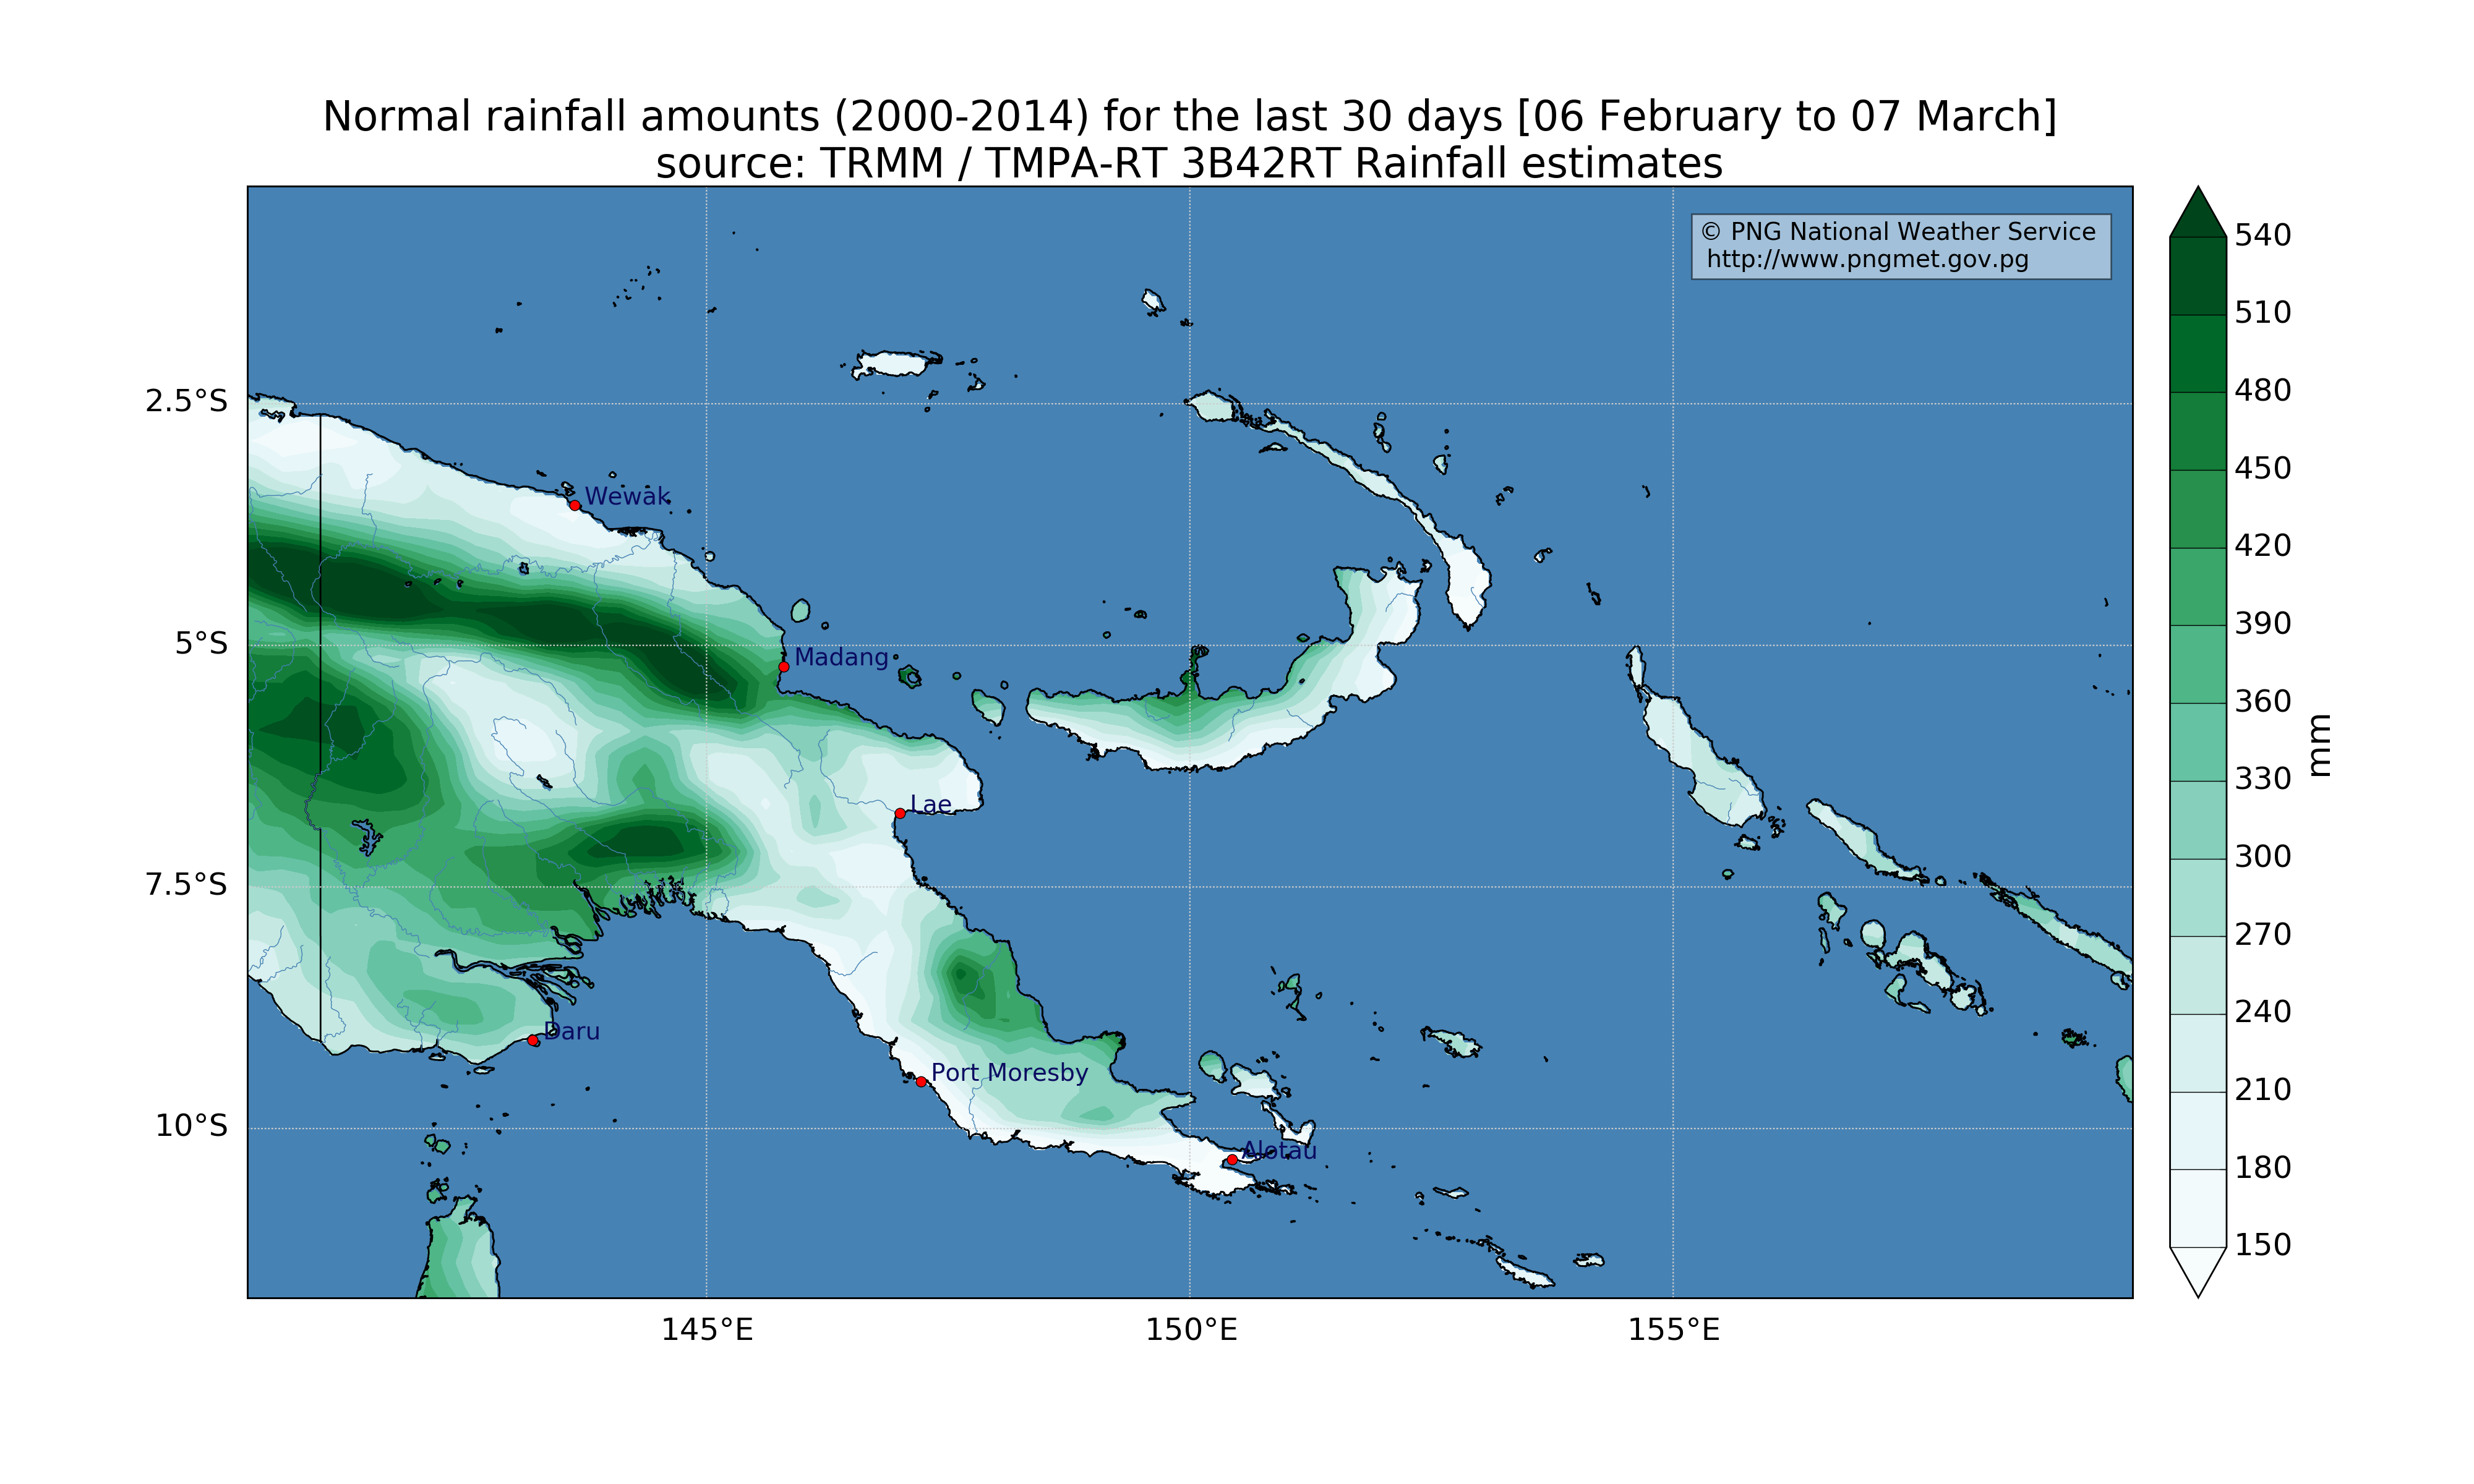 Normal rainfall amounts (2000-2014) for the last 30 days [06 February to 07 March]
source: TRMM / TMPA-RT 3B42RT Rainfall estimates
© PNG National Weather Service
http://www.pngmet.gov.pg
540
510
480
450
420
390
360
330
300
270
240
210
180
150
mm
2.5°S
5°S
7.5°S
10°S
Wewak
Madang
Lae
Daru
Port Moresby
Alotau
145°E
150°E
155°E